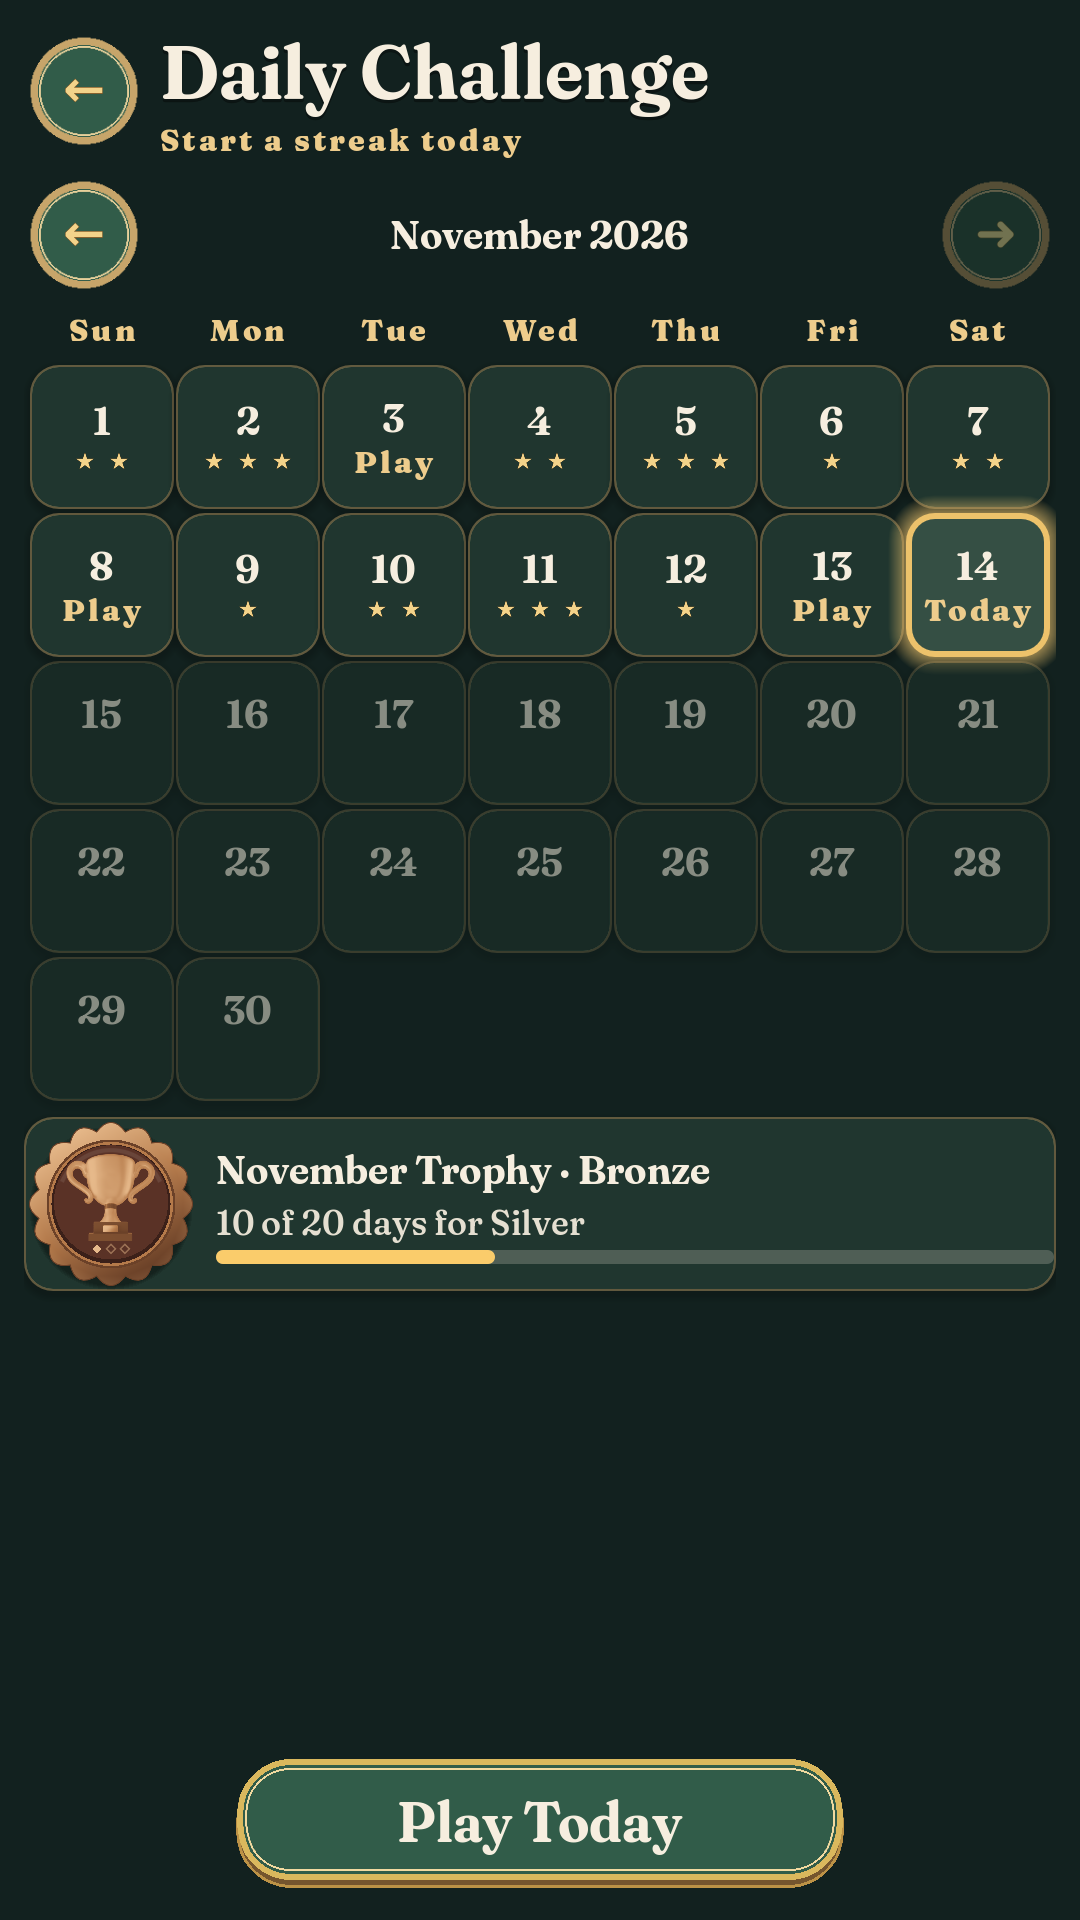 Daily Challenge
Start a streak today
November 2026
Sun Mon Tue Wed Thu Fri Sat
1 2 3 4 5 6 7
Play
8 9 10 11 12 13 14
Play Play Today
15 16 17 18 19 20 21
22 23 24 25 26 27 28
29 30
November Trophy · Bronze
10 of 20 days for Silver
Play Today